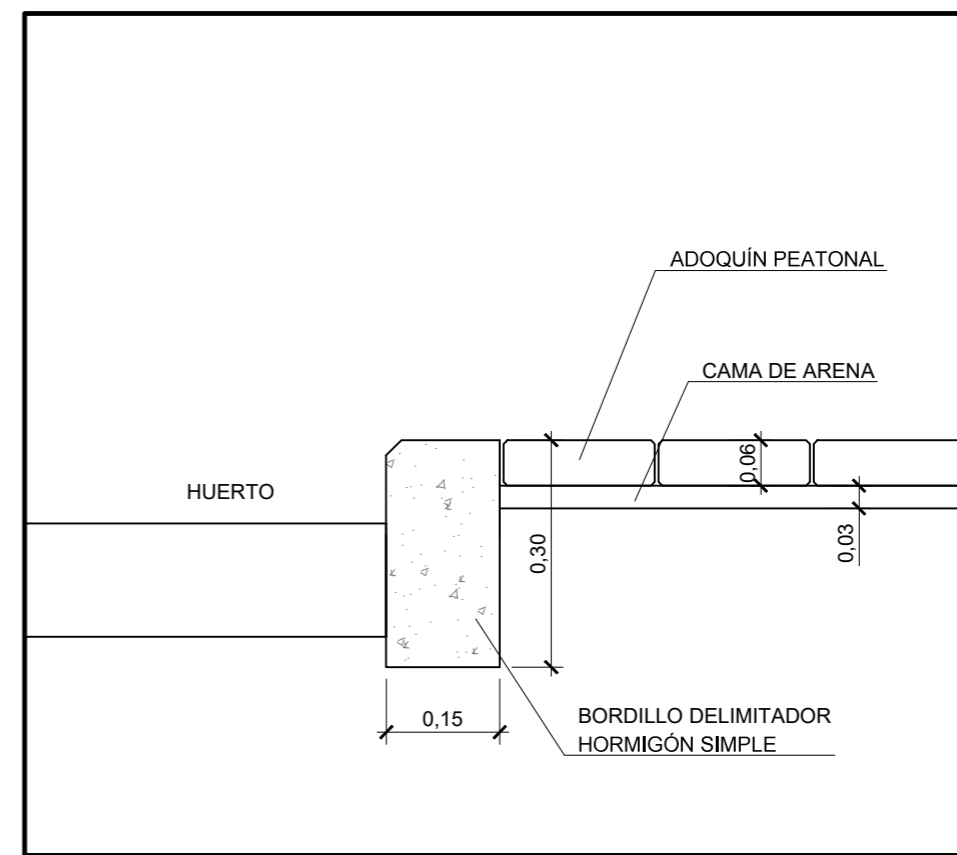 ADOQUÍN PEATONAL
CAMA DE ARENA
0,06
HUERTO
0,30
0,03
0,15
BORDILLO DELIMITADOR
HORMIGÓN SIMPLE